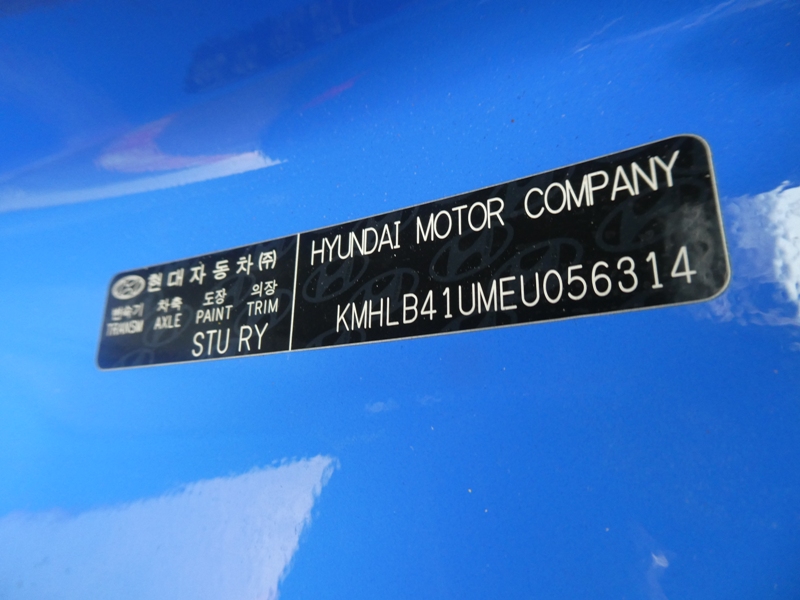 현대자동차㈜
변속기 차축 도장 의장
TRANSM AXLE PAINT TRIM
STU RY
HYUNDAI MOTOR COMPANY
KMHLB41UMEU056314